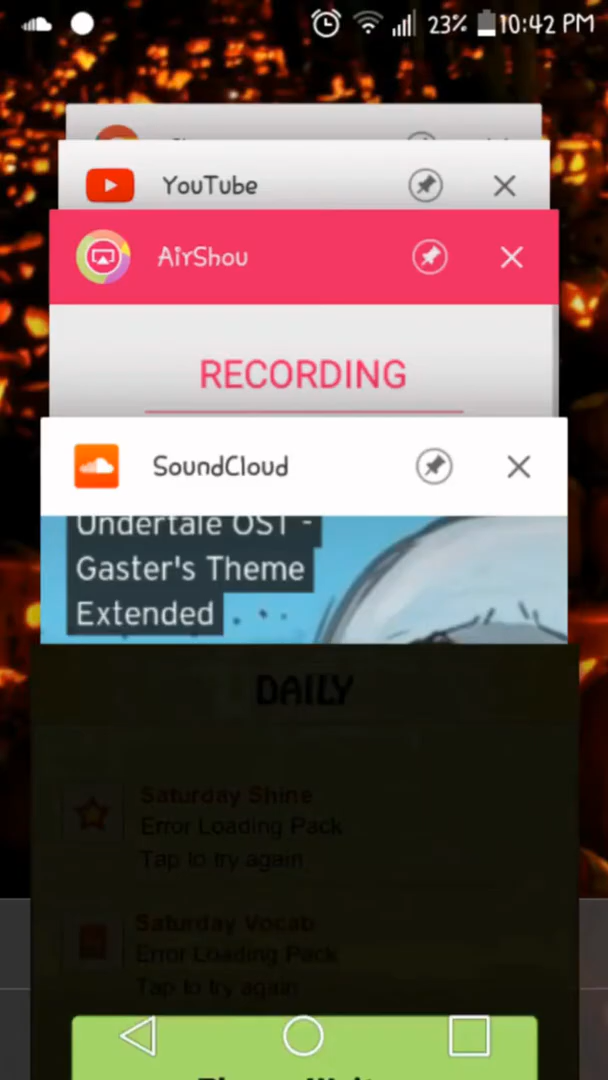 23% 10:42 PM
YouTube
AirShou
RECORDING
SoundCloud
Undertale OST -
Gaster's Theme
Extended
DAILY
Saturday Shine
Error Loading Pack
Tap to try again
Saturday Vocab
Error Loading Pack
Tap to try again